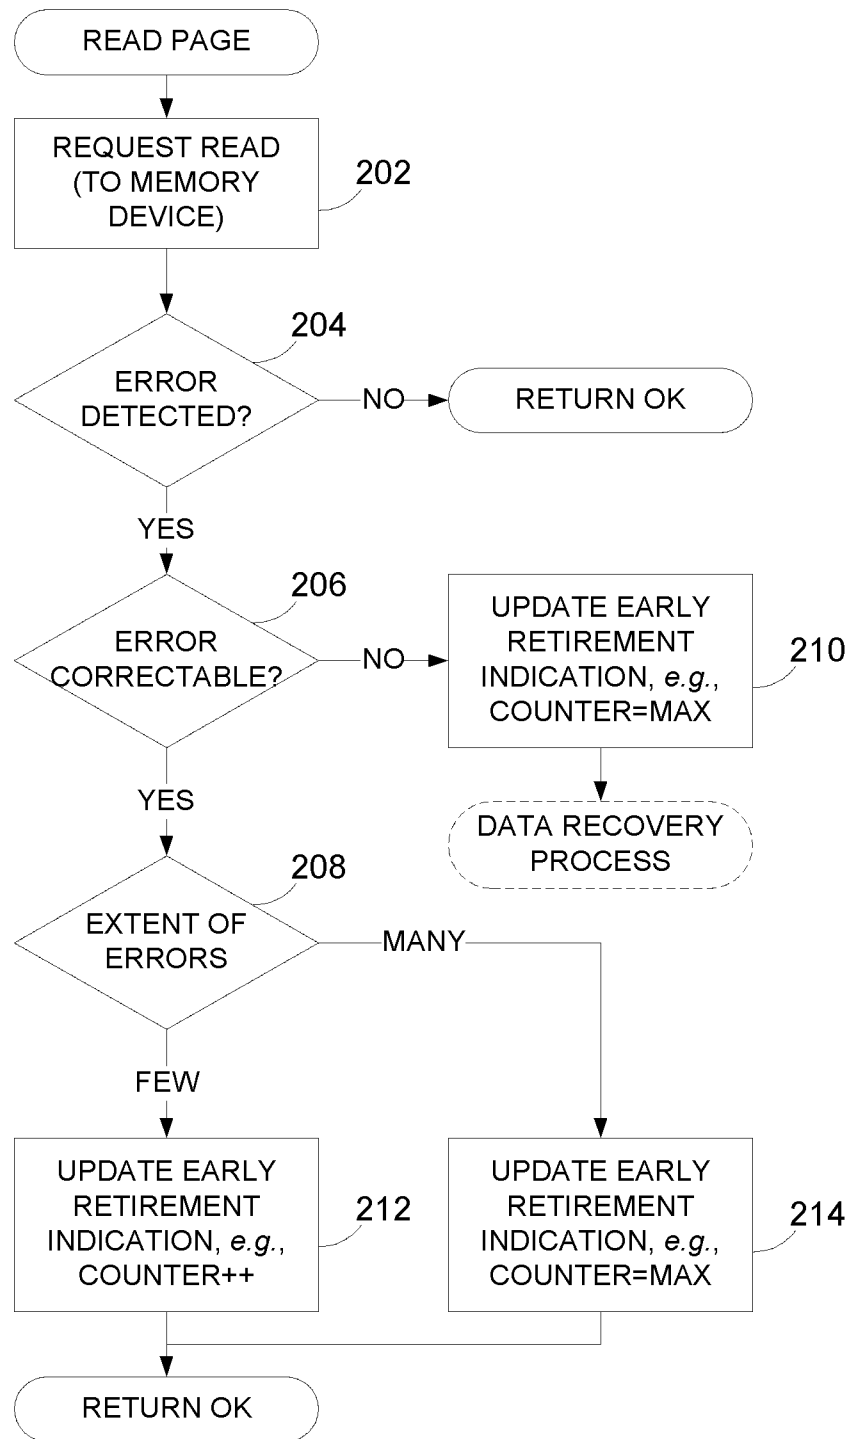 READ PAGE
REQUEST READ
(TO MEMORY
DEVICE)
202
204
ERROR
DETECTED?
NO
RETURN OK
YES
206
ERROR
CORRECTABLE?
NO
UPDATE EARLY
RETIREMENT
INDICATION, e.g.,
COUNTER=MAX
210
YES
DATA RECOVERY
PROCESS
208
EXTENT OF
ERRORS
MANY
FEW
UPDATE EARLY
RETIREMENT
INDICATION, e.g.,
COUNTER++
212
UPDATE EARLY
RETIREMENT
INDICATION, e.g.,
COUNTER=MAX
214
RETURN OK